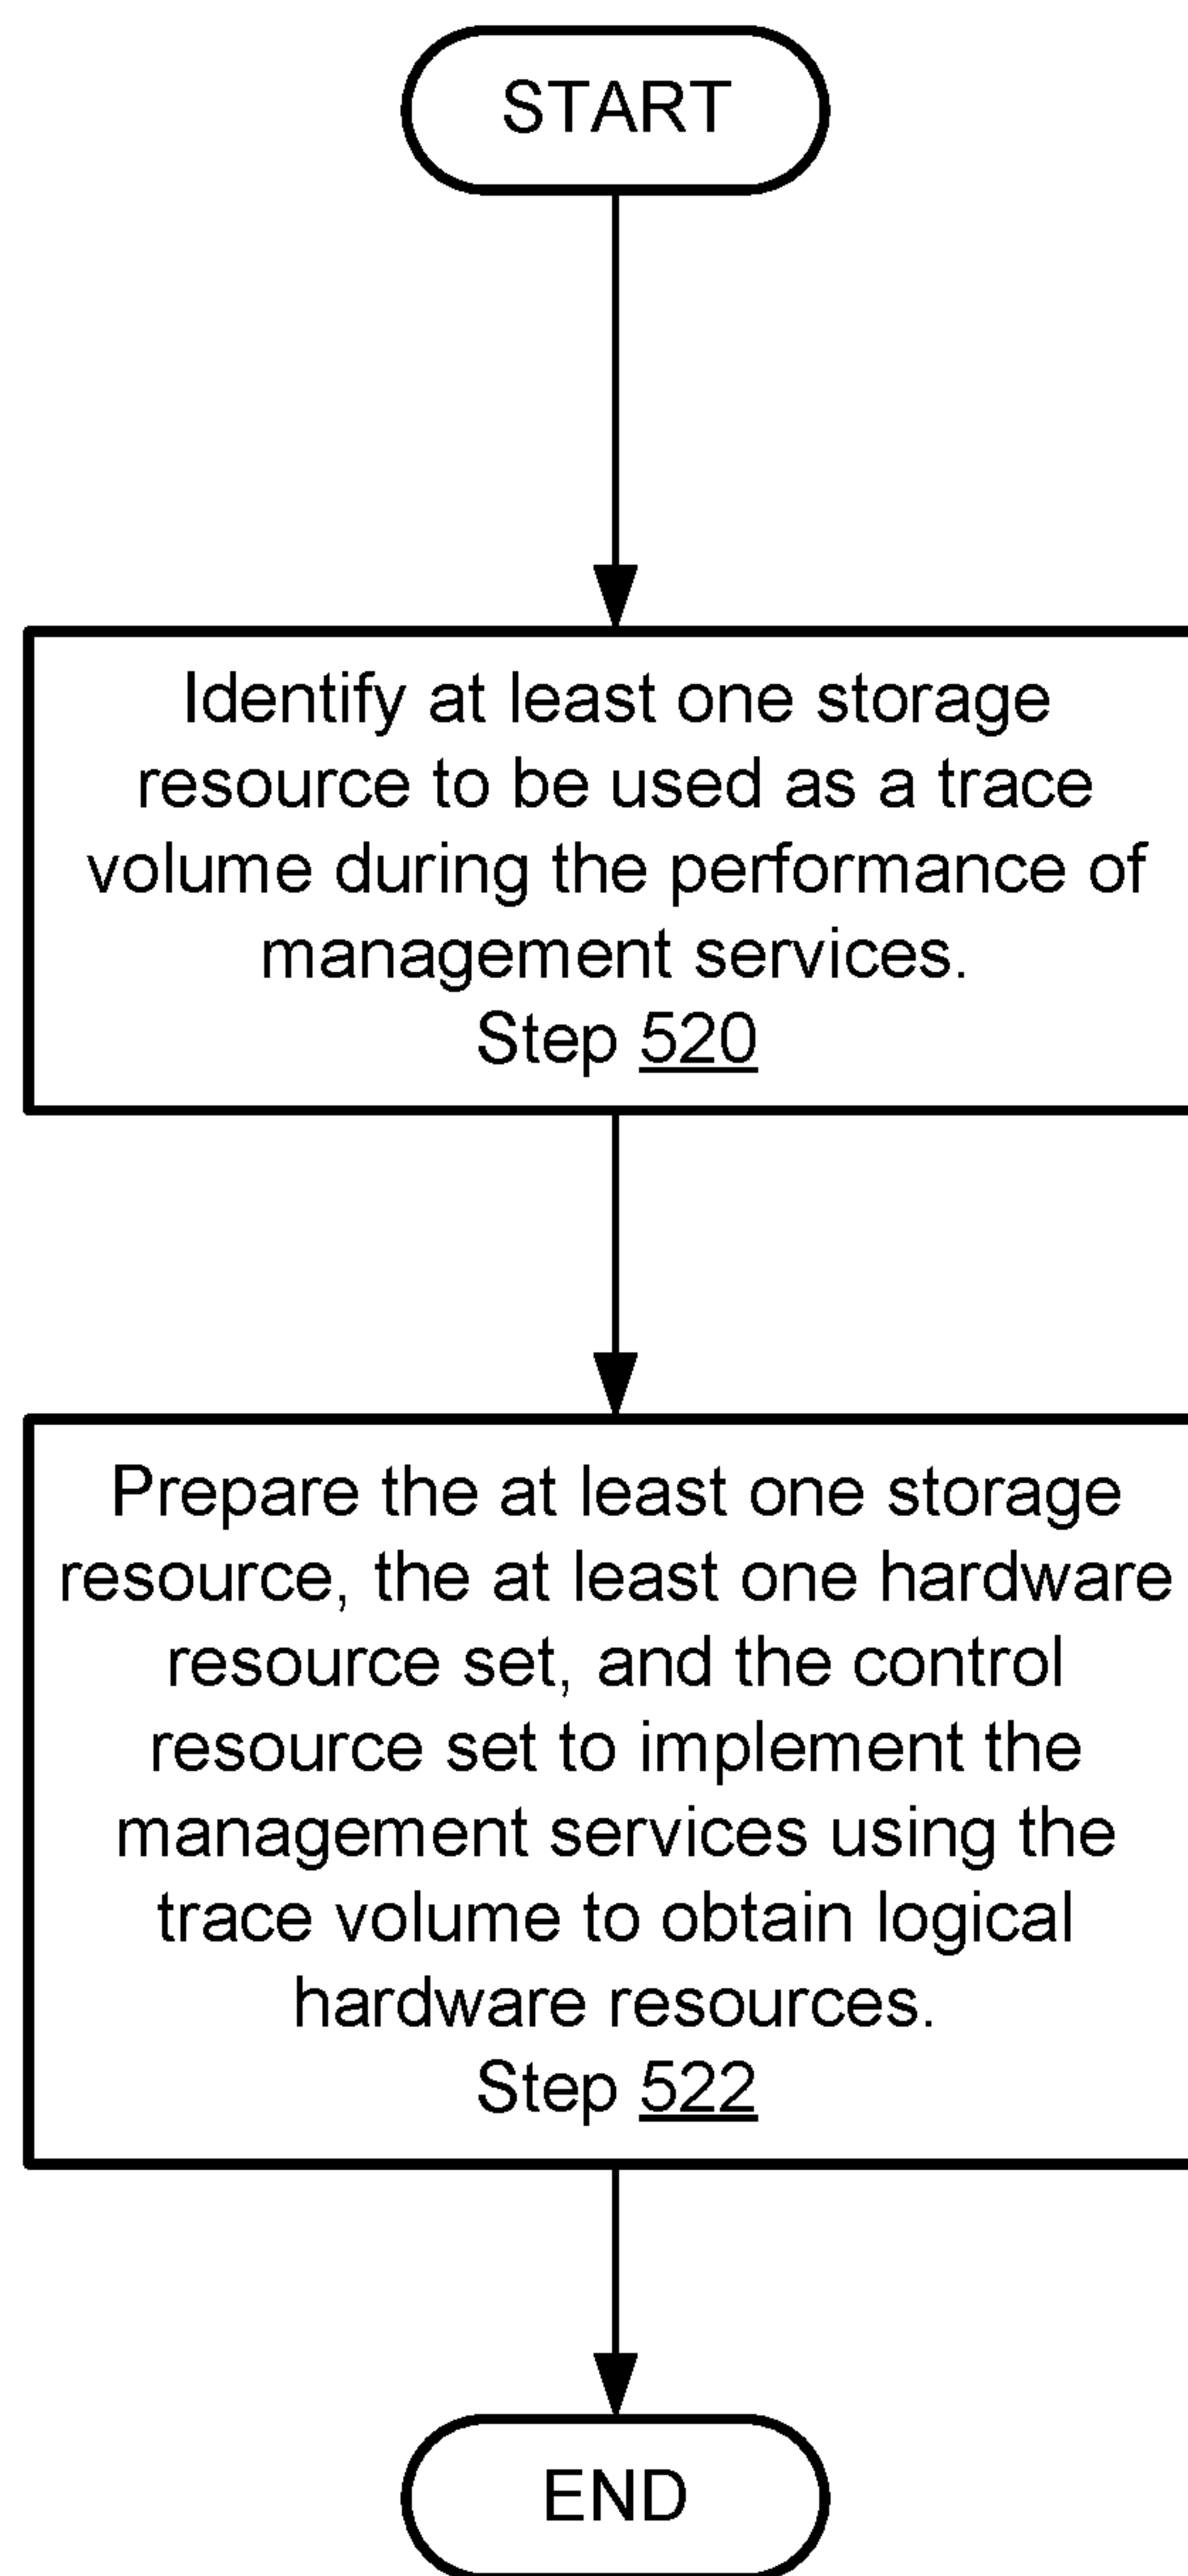 START
Identify at least one storage
resource to be used as a trace
volume during the performance of
management services.
Step 520
Prepare the at least one storage
resource, the at least one hardware
resource set, and the control
resource set to implement the
management services using the
trace volume to obtain logical
hardware resources.
Step 522
END